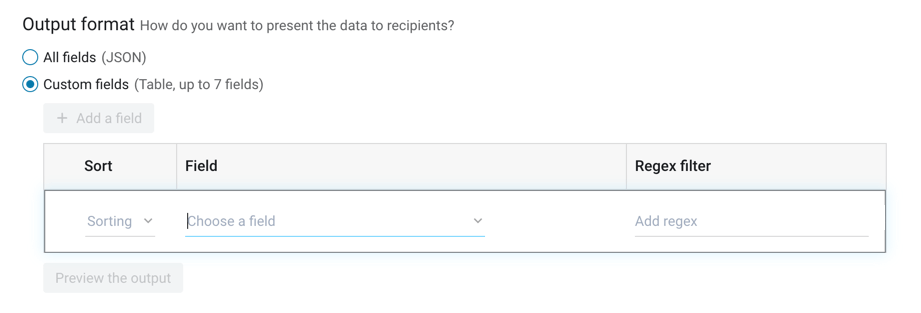 Output format How do you want to present the data to recipients?
All fields (JSON)
Custom fields (Table, up to 7 fields)
+ Add a field
Sort Field Regex filter
Sorting Choose a field Add regex
Preview the output